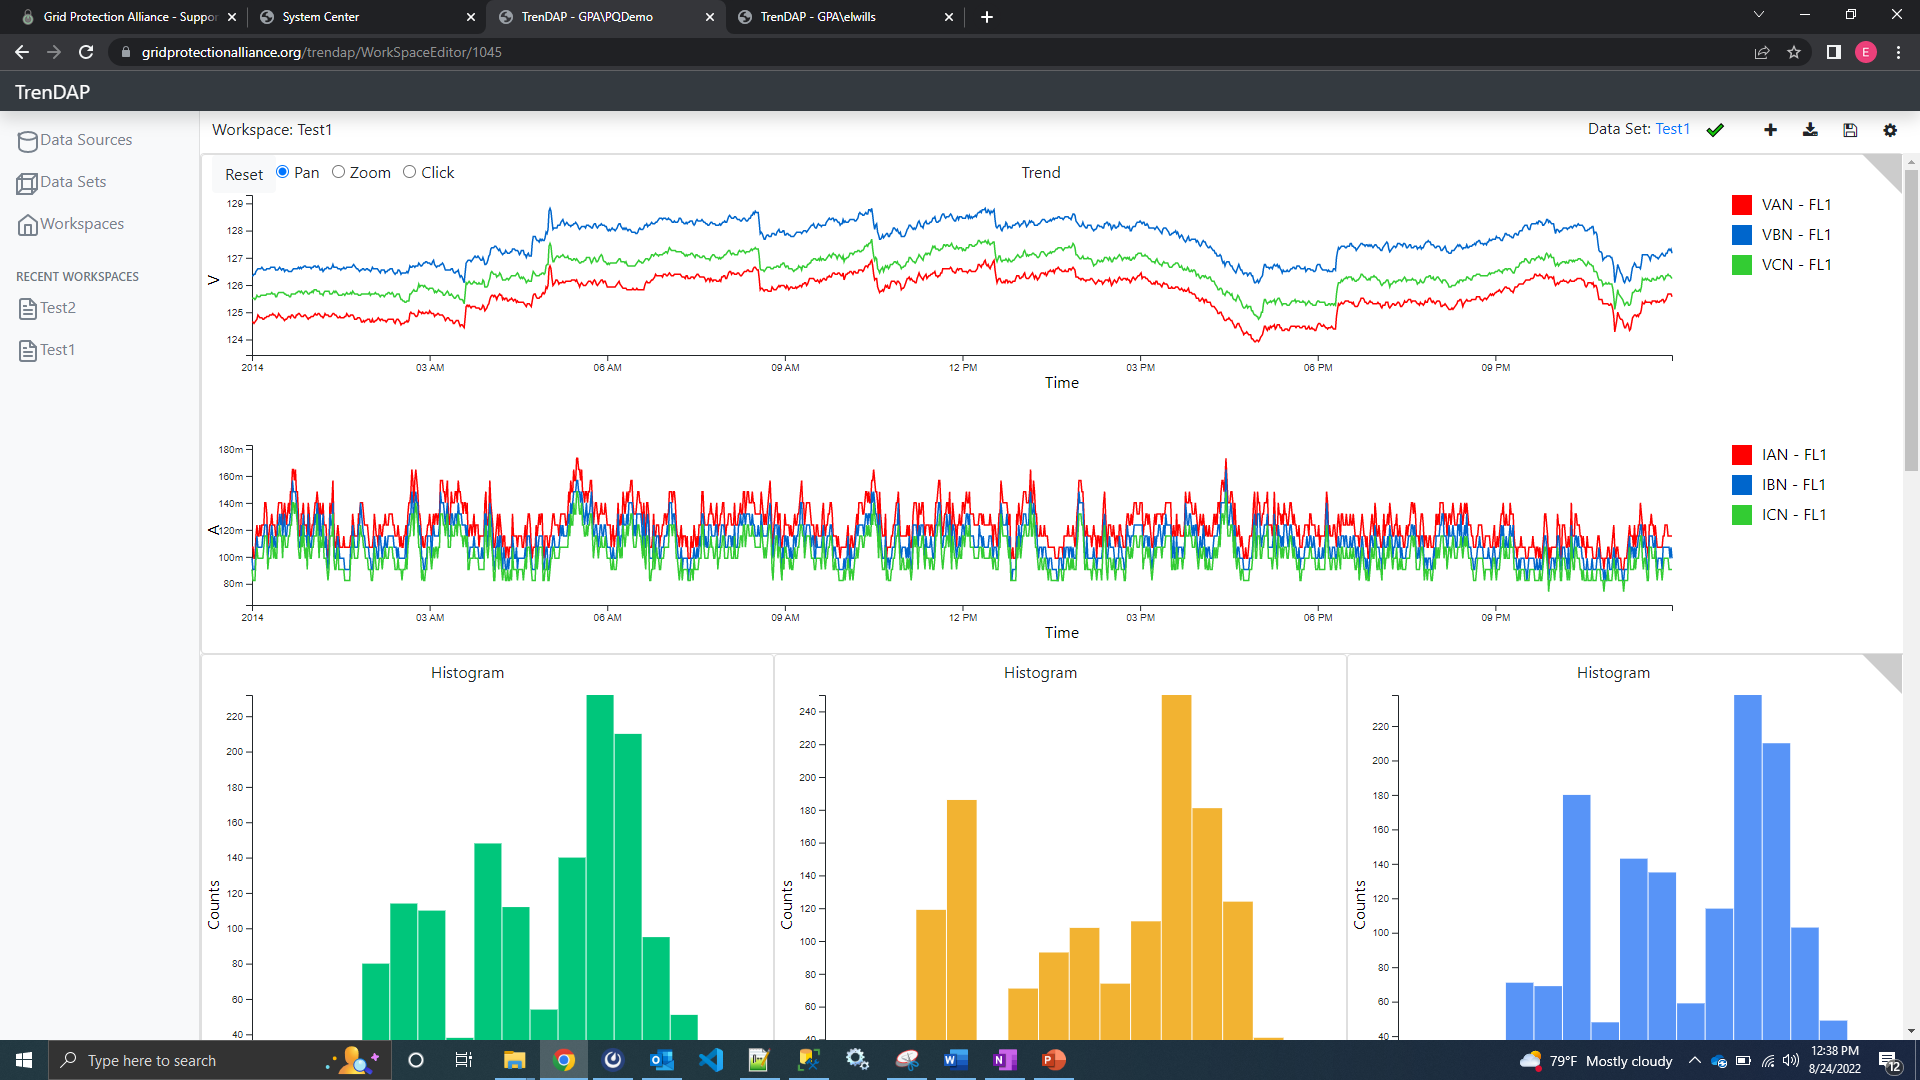 Grid Protection Alliance - Suppor
System Center
TrenDAP - GPA\PQDemo
TrenDAP - GPA\elwills
gridprotectionalliance.org/trendap/WorkSpaceEditor/1045
E
TrenDAP
Data Sources
Data Sets
Workspaces
RECENT WORKSPACES
Test2
Test1
Workspace: Test1
Data Set: Test1
Reset Pan Zoom Click
Trend
V
129
128
127
126
125
124
2014 03 AM 06 AM 09 AM 12 PM 03 PM 06 PM 09 PM
Time
VAN - FL1
VBN - FL1
VCN - FL1
A
180m
160m
140m
120m
100m
80m
2014 03 AM 06 AM 09 AM 12 PM 03 PM 06 PM 09 PM
Time
IAN - FL1
IBN - FL1
ICN - FL1
Histogram
Counts
220
200
180
160
140
120
100
80
60
40
Histogram
Counts
240
220
200
180
160
140
120
100
80
60
40
Histogram
Counts
220
200
180
160
140
120
100
80
60
40
Type here to search
79°F Mostly cloudy
12:38 PM
8/24/2022
12